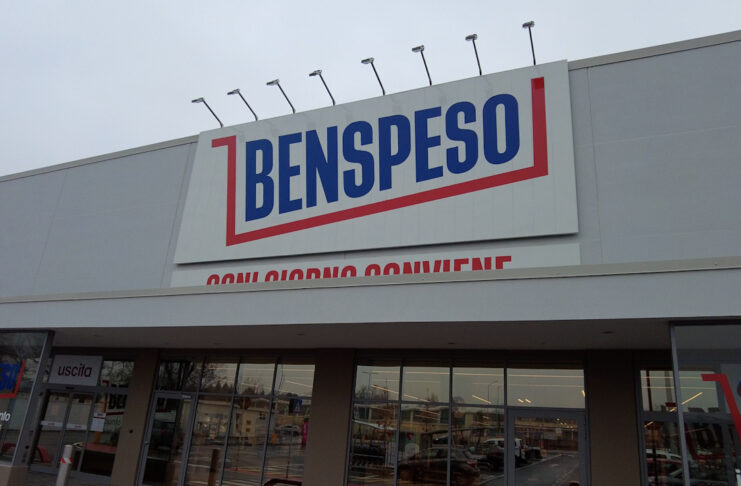 BENSPESO
OGNI GIORNO CONVIENE
uscita